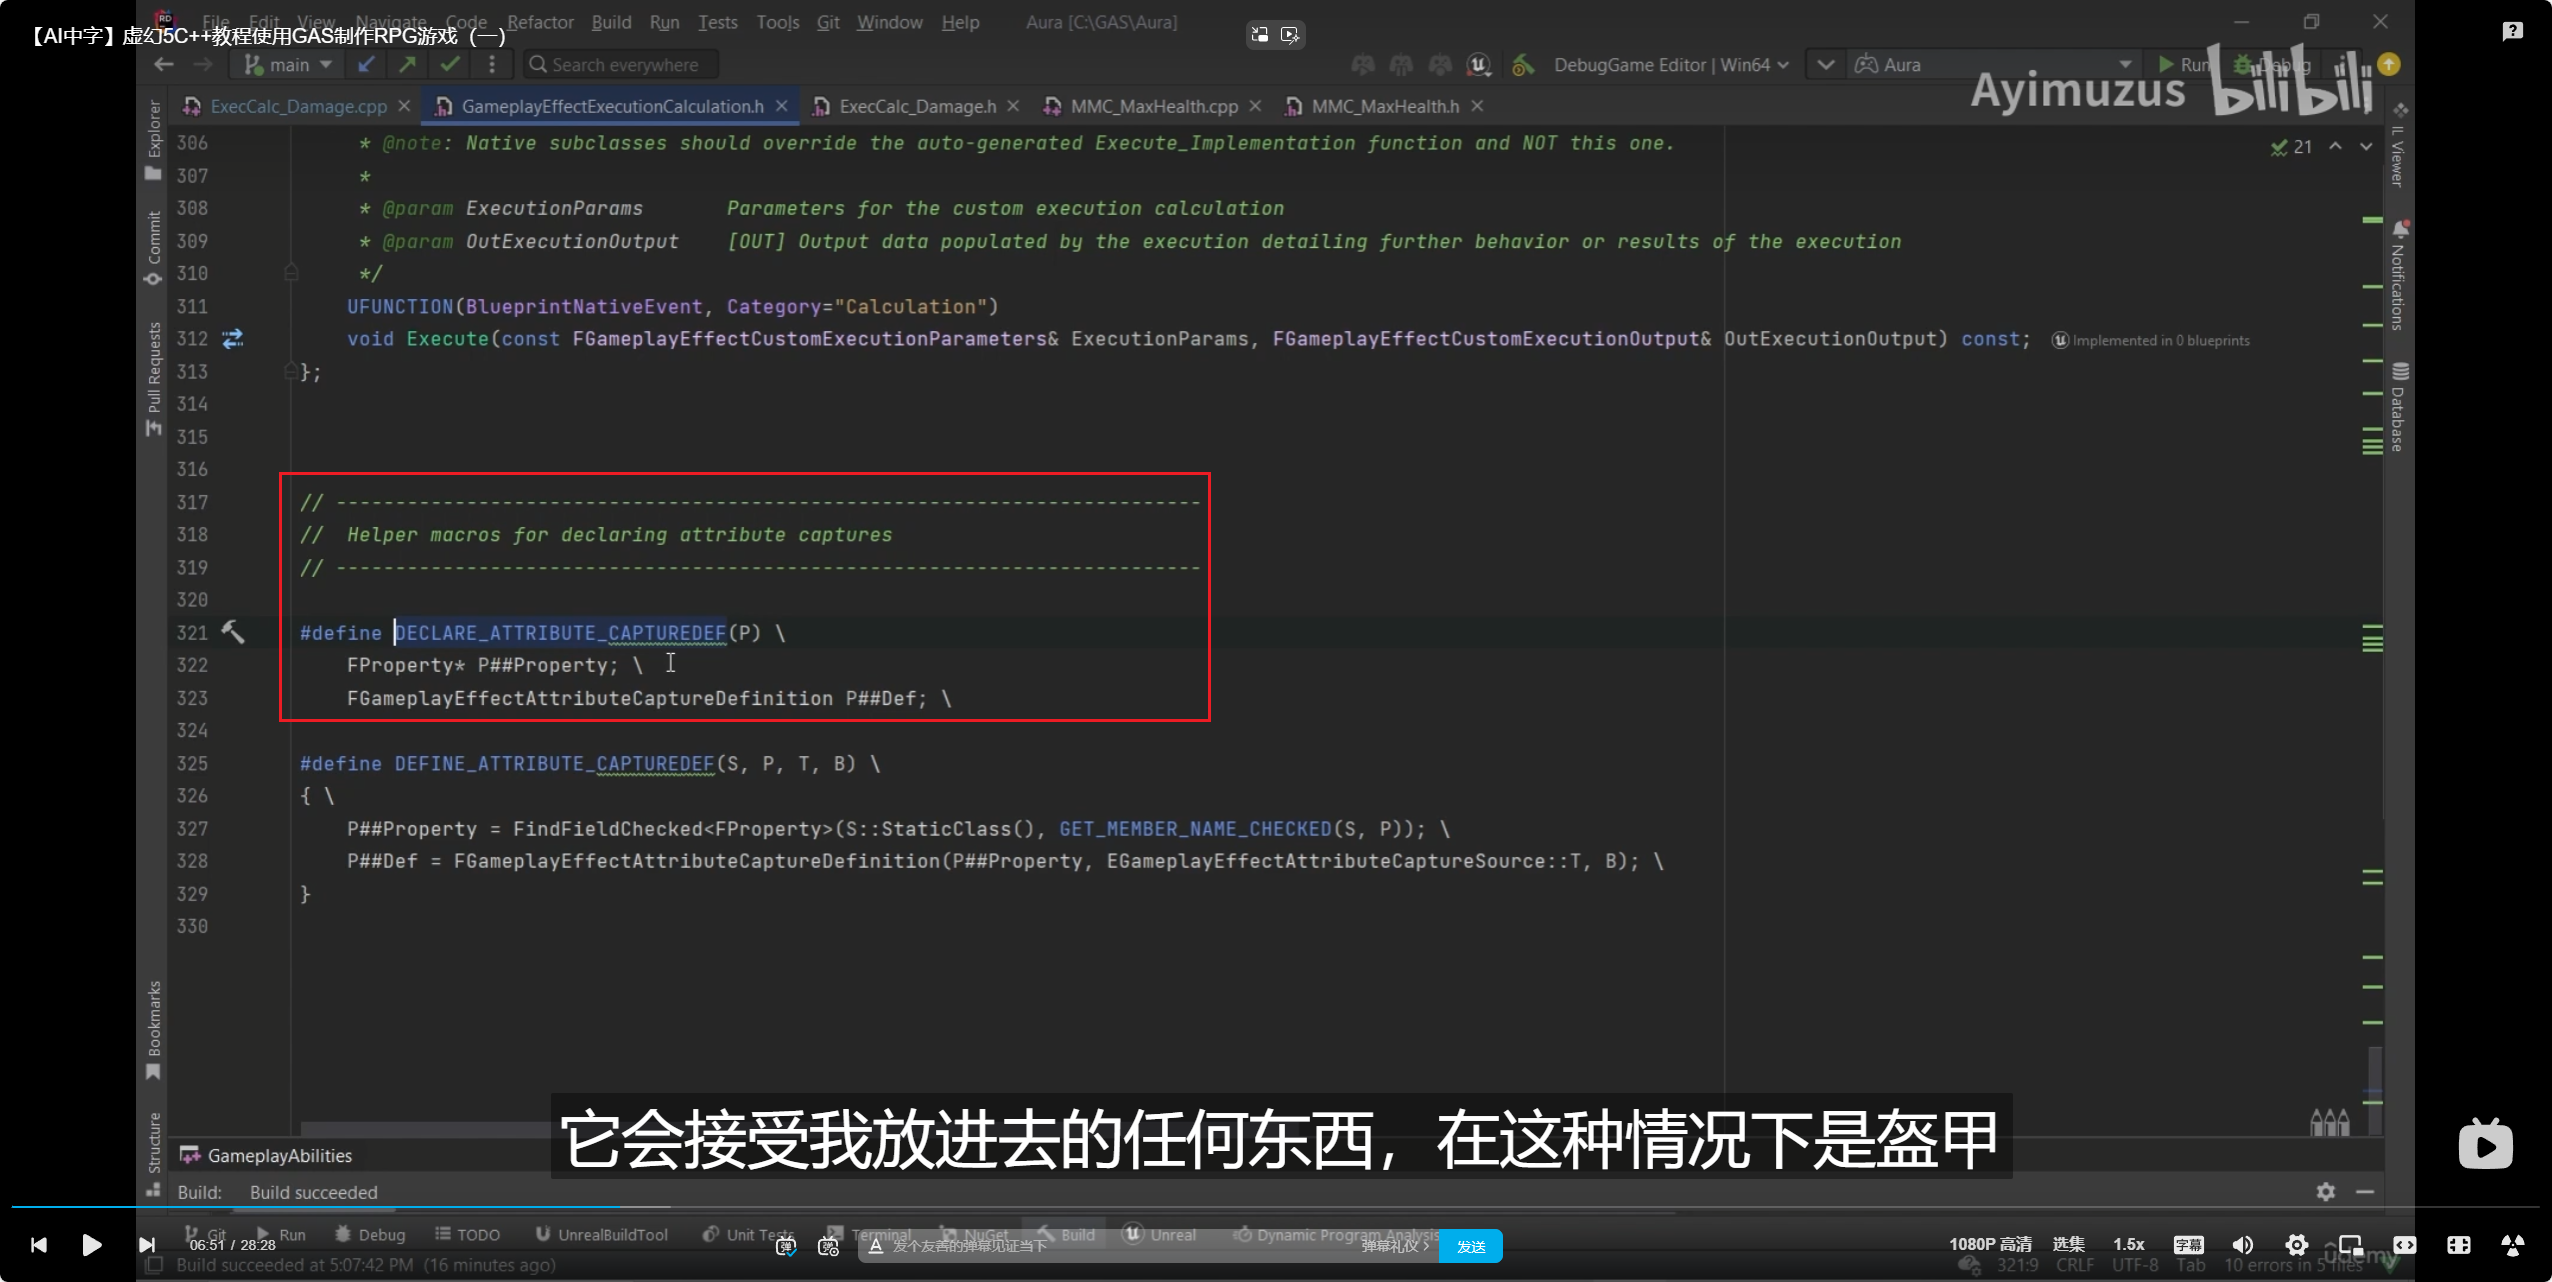 File Edit View Navigate Code Refactor Build Run Tests Tools Git Window Help Aura [C:\GAS\Aura]
【AI中字】虚幻5C++教程使用GAS制作RPG游戏（一）
main Search everywhere DebugGame Editor | Win64 Aura Run Debug
Ayimuzus bilibili
ExecCalc_Damage.cpp GameplayEffectExecutionCalculation.h ExecCalc_Damage.h MMC_MaxHealth.cpp MMC_MaxHealth.h
Explorer
Commit
Pull Requests
Bookmarks
Structure
IL Viewer
Notifications
Database
21
306 * @note: Native subclasses should override the auto-generated Execute_Implementation function and NOT this one.
307 *
308 * @param ExecutionParams Parameters for the custom execution calculation
309 * @param OutExecutionOutput [OUT] Output data populated by the execution detailing further behavior or results of the execution
310 */
311 UFUNCTION(BlueprintNativeEvent, Category="Calculation")
312 void Execute(const FGameplayEffectCustomExecutionParameters& ExecutionParams, FGameplayEffectCustomExecutionOutput& OutExecutionOutput) const; Implemented in 0 blueprints
313 };
314
315
316
317 // -------------------------------------------------------------------------
318 // Helper macros for declaring attribute captures
319 // -------------------------------------------------------------------------
320
321 #define DECLARE_ATTRIBUTE_CAPTUREDEF(P) \
322 FProperty* P##Property; \
323 FGameplayEffectAttributeCaptureDefinition P##Def; \
324
325 #define DEFINE_ATTRIBUTE_CAPTUREDEF(S, P, T, B) \
326 { \
327 P##Property = FindFieldChecked<FProperty>(S::StaticClass(), GET_MEMBER_NAME_CHECKED(S, P)); \
328 P##Def = FGameplayEffectAttributeCaptureDefinition(P##Property, EGameplayEffectAttributeCaptureSource::T, B); \
329 }
330
它会接受我放进去的任何东西，在这种情况下是盔甲
GameplayAbilities
Build: Build succeeded
Git Run Debug TODO UnrealBuildTool Unit Tests Terminal NuGet Build Unreal Dynamic Program Analysis
06:51 / 28:28 发个友善的弹幕见证当下 弹幕礼仪 > 发送 1080P 高清 选集 1.5x 字幕
Build succeeded at 5:07:42 PM (16 minutes ago) 321:9 CRLF UTF-8 Tab 10 errors in 5 files
udemy